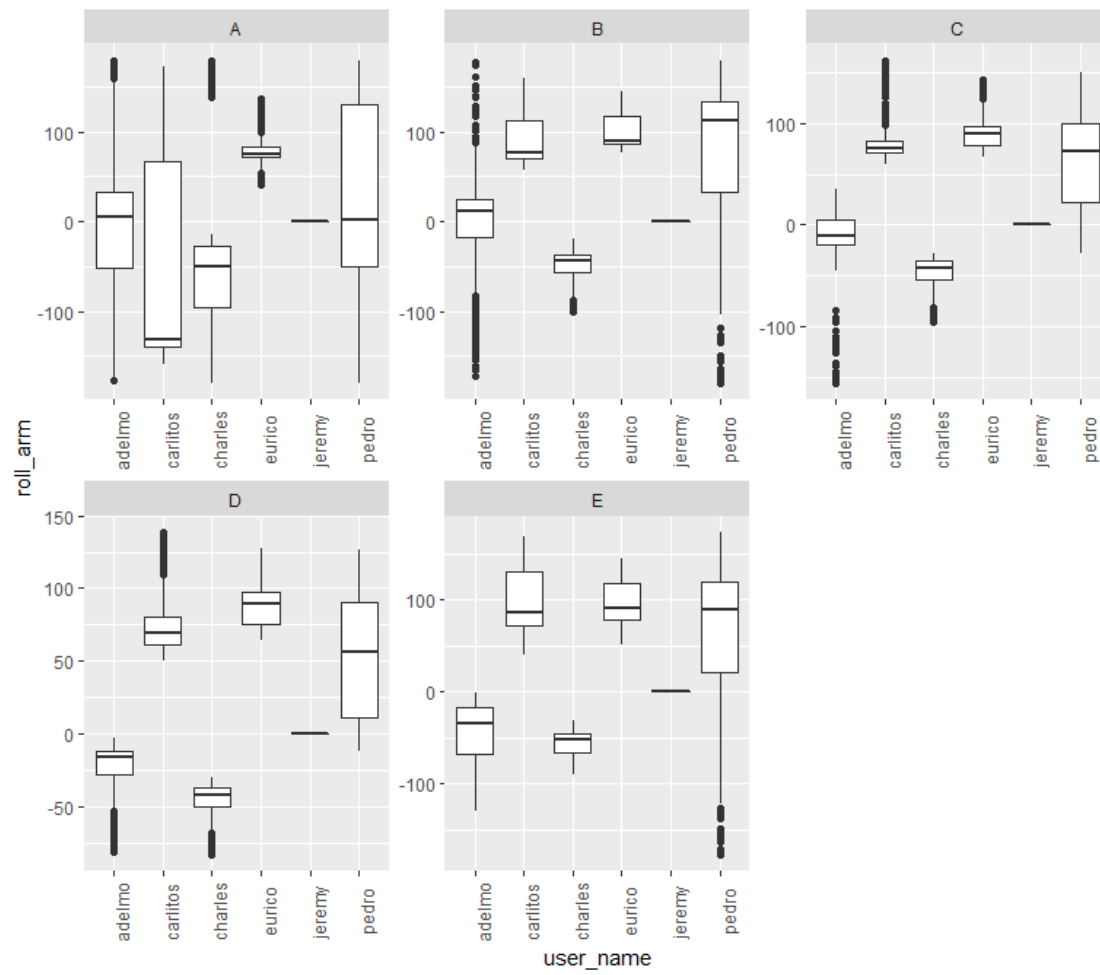 A
B
C
100
0
-100
100
0
-100
100
0
-100
adelmo
carlitos
charles
eurico
jeremy
pedro
adelmo
carlitos
charles
eurico
jeremy
pedro
adelmo
carlitos
charles
eurico
jeremy
pedro
roll_arm
D
E
150
100
50
0
-50
100
0
-100
adelmo
carlitos
charles
eurico
jeremy
pedro
adelmo
carlitos
charles
eurico
jeremy
pedro
user_name